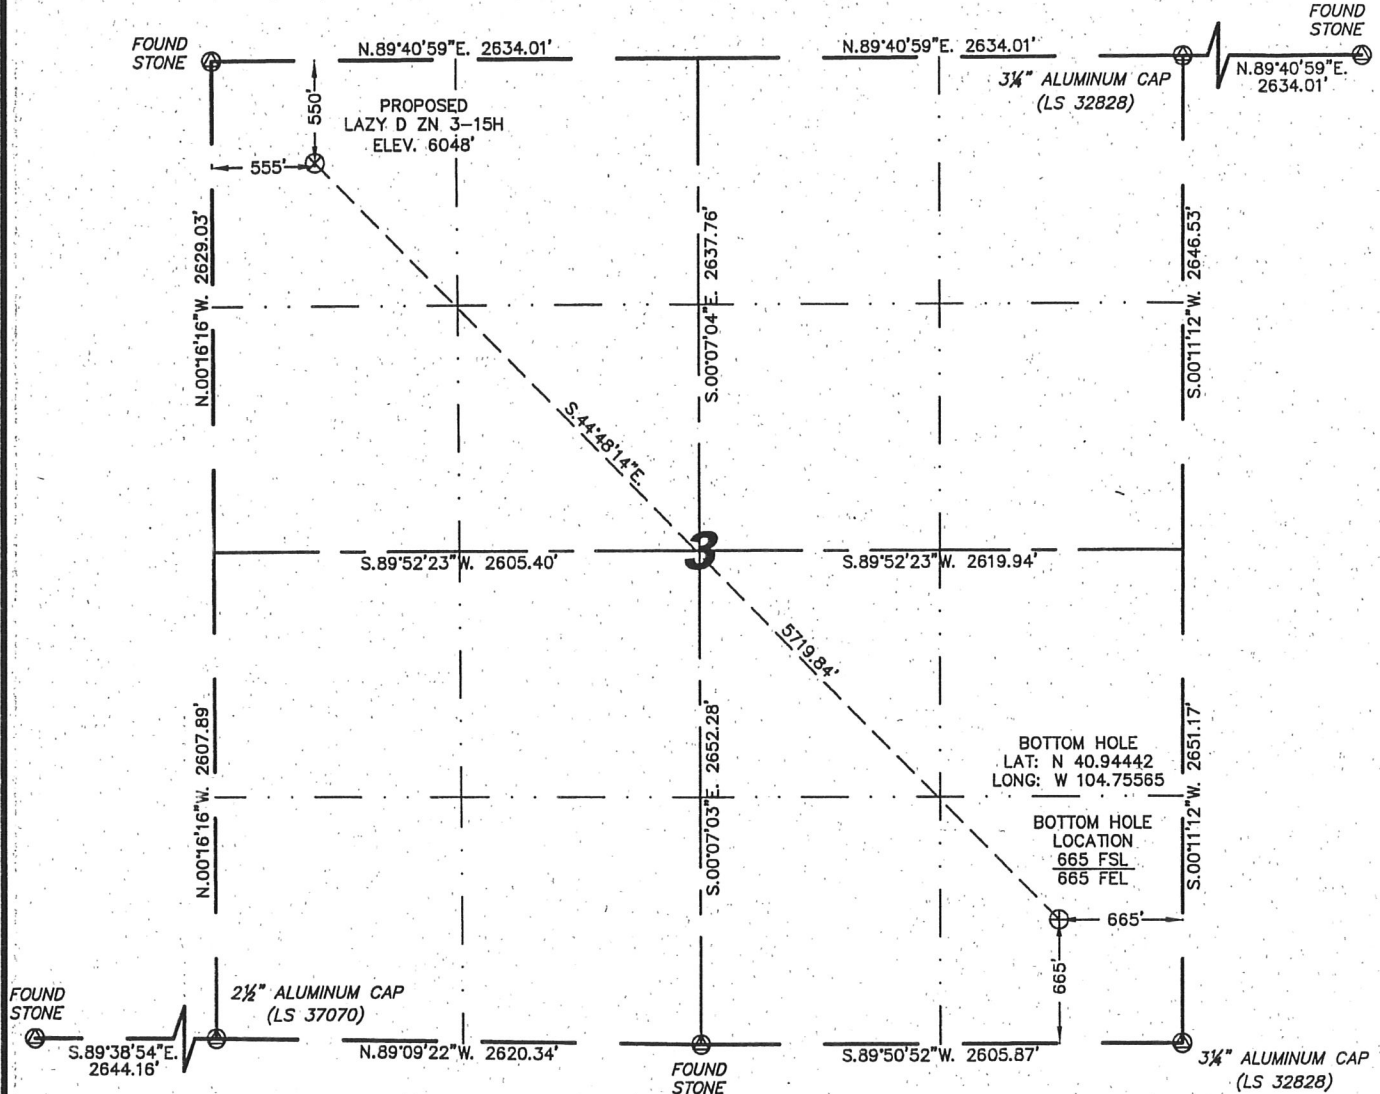 FOUND
STONE
FOUND
STONE
N.89°40'59"E. 2634.01'
N.89°40'59"E. 2634.01'
N.89°40'59"E.
2634.01'
3¼" ALUMINUM CAP
(LS 32828)
550'
PROPOSED
LAZY D ZN 3-15H
ELEV. 6048'
555'
N.00°16'16"W. 2629.03'
S.00°07'04"E. 2637.76'
S.00°11'12"W. 2646.53'
S.44°48'14"E.
3
S.89°52'23"W. 2605.40'
S.89°52'23"W. 2619.94'
5719.84'
N.00°16'16"W. 2607.89'
S.00°07'03"E. 2652.28'
S.00°11'12"W. 2651.17'
BOTTOM HOLE
LAT: N 40.94442
LONG: W 104.75565
BOTTOM HOLE
LOCATION
665 FSL
665 FEL
665'
665'
FOUND
STONE
2½" ALUMINUM CAP
(LS 37070)
S.89°38'54"E.
2644.16'
N.09°09'22"W. 2620.34'
FOUND
STONE
S.89°50'52"W. 2605.87'
3¼" ALUMINUM CAP
(LS 32828)